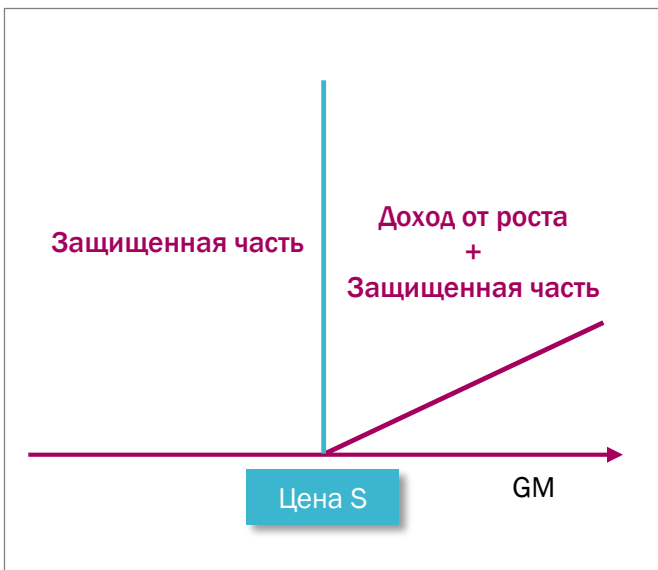 Защищенная часть
Доход от роста
+
Защищенная часть
Цена S
GM